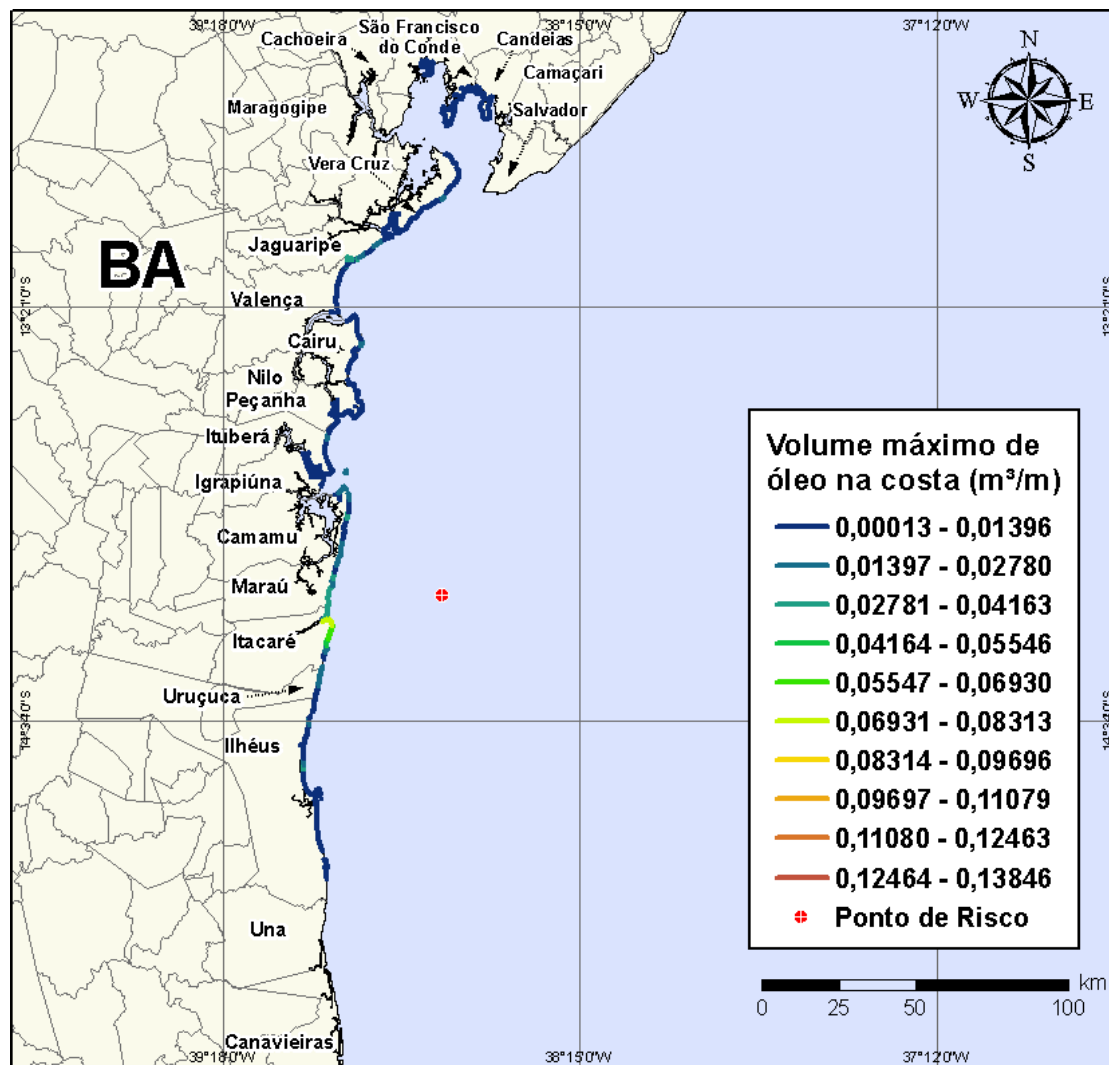 39°18'0"W
38°15'0"W
37°12'0"W
São Francisco
do Conde
Cachoeira
Candeias
Camaçari
Maragogipe
Salvador
Vera Cruz
N
W
E
S
BA
Jaguaripe
Valença
13°21'0"S
13°21'0"S
Cairu
Nilo
Peçanha
Ituberá
Igrapiúna
Camamu
Maraú
Itacaré
Uruçuca
Ilhéus
Una
Canavieiras
Volume máximo de
óleo na costa (m³/m)
0,00013 - 0,01396
0,01397 - 0,02780
0,02781 - 0,04163
0,04164 - 0,05546
0,05547 - 0,06930
0,06931 - 0,08313
0,08314 - 0,09696
0,09697 - 0,11079
0,11080 - 0,12463
0,12464 - 0,13846
Ponto de Risco
km
0
25
50
100
38°15'0"W
37°12'0"W